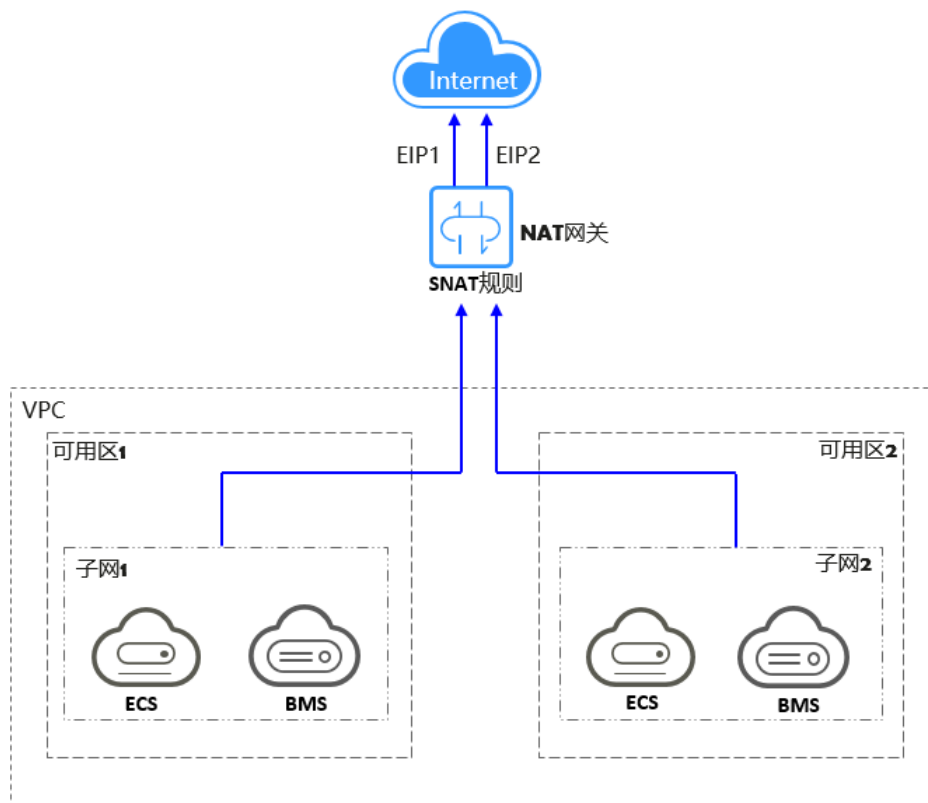 Internet
EIP1
EIP2
NAT网关
SNAT规则
VPC
可用区1
可用区2
子网1
子网2
ECS
BMS
ECS
BMS